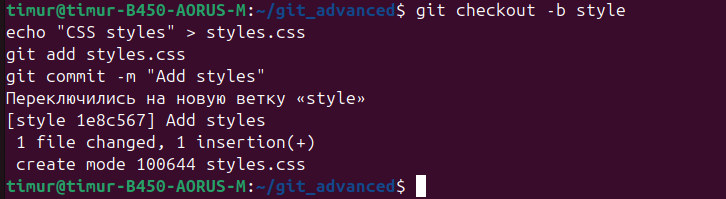 timur@timur-B450-AORUS-M:~/git_advanced$ git checkout -b style
echo "CSS styles" > styles.css
git add styles.css
git commit -m "Add styles"
Переключились на новую ветку «style»
[style 1e8c567] Add styles
 1 file changed, 1 insertion(+)
 create mode 100644 styles.css
timur@timur-B450-AORUS-M:~/git_advanced$